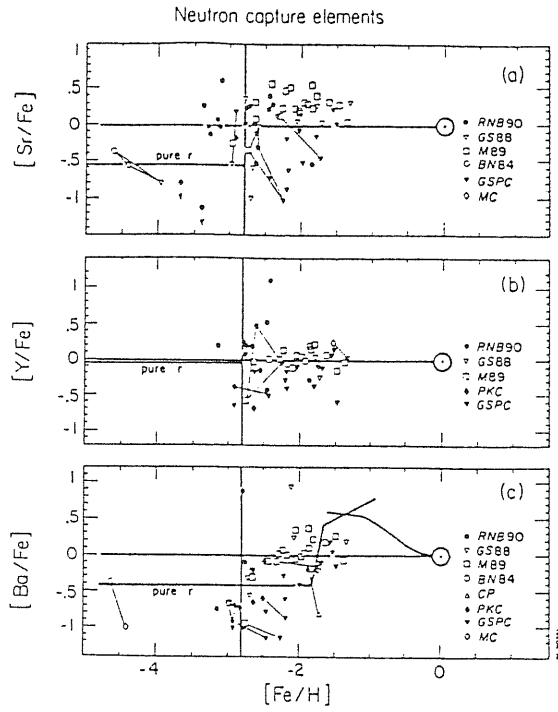 Neutron capture elements
1
.5
0
-.5
-1
[Sr/Fe]
pure r
(a)
RNB90
GS88
M89
BN84
GSPC
MC
1
.5
0
-.5
-1
[Y/Fe]
pure r
(b)
RNB90
GS88
M89
PKC
GSPC
1
.5
0
-.5
-1
[Ba/Fe]
pure r
(c)
RNB90
GS88
M89
BN84
CP
PKC
GSPC
MC
-4
-2
0
[Fe/H]